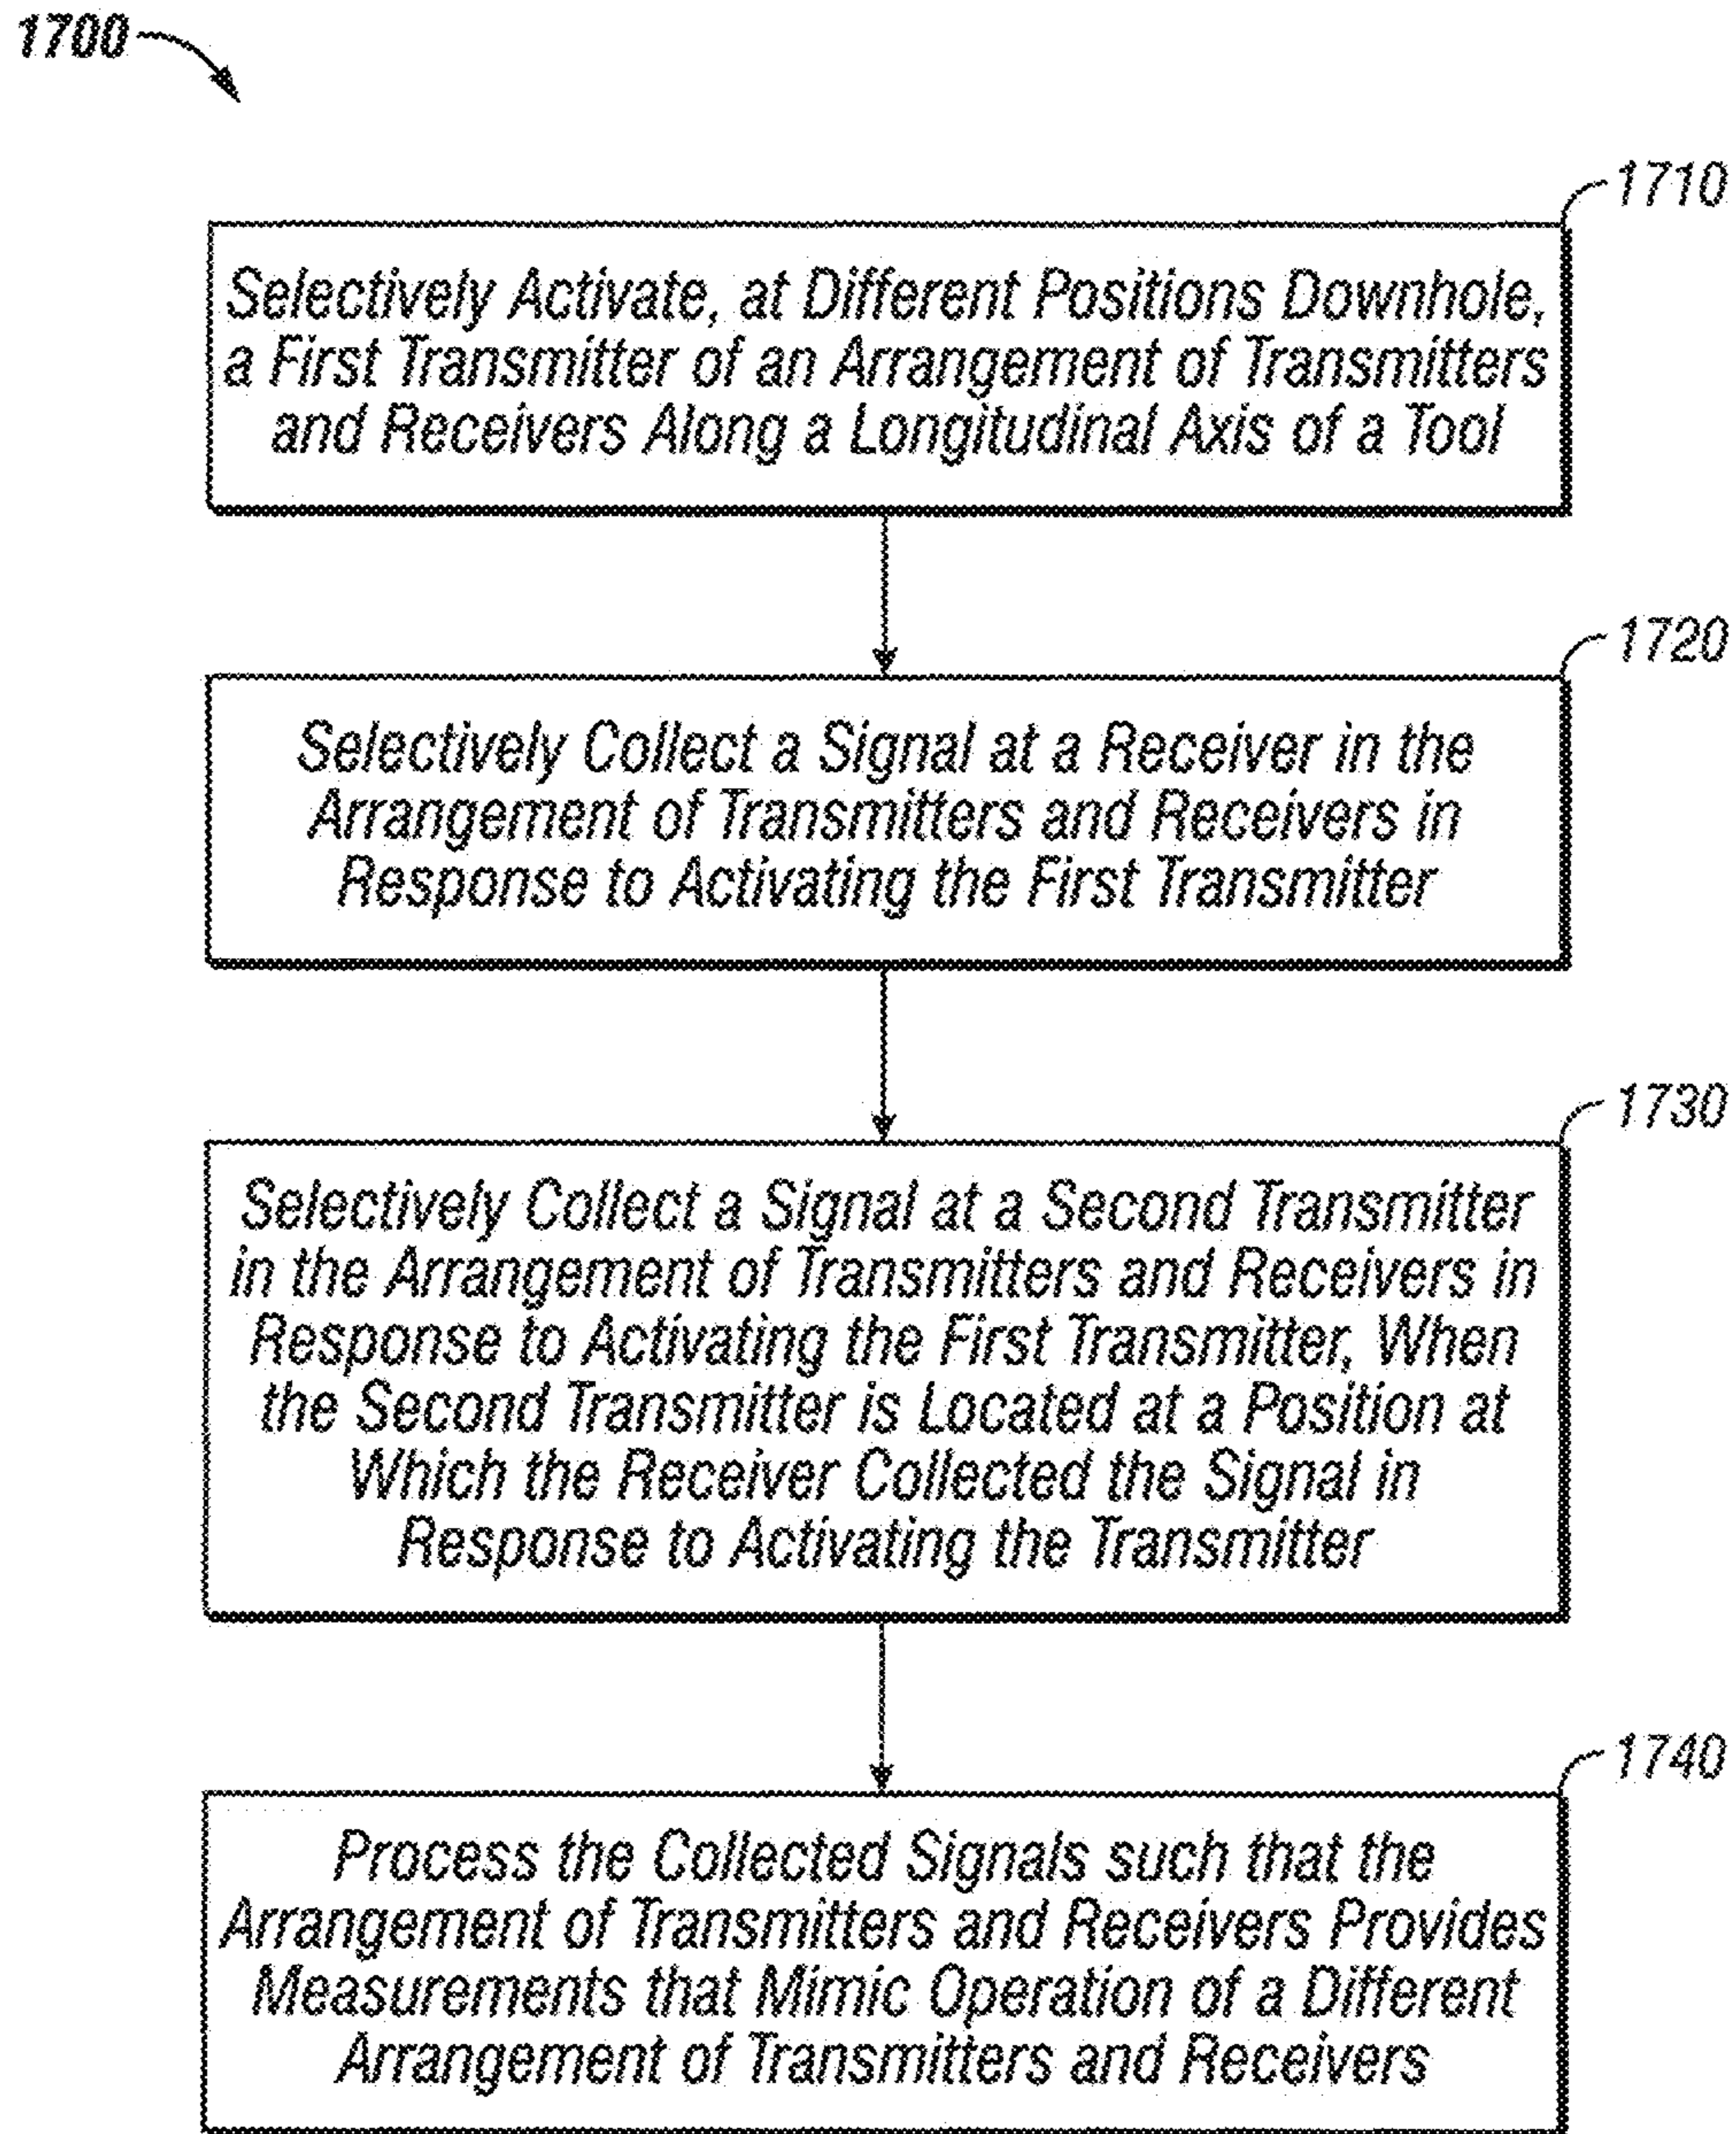 1700
1710
Selectively Activate, at Different Positions Downhole,
a First Transmitter of an Arrangement of Transmitters
and Receivers Along a Longitudinal Axis of a Tool
1720
Selectively Collect a Signal at a Receiver in the
Arrangement of Transmitters and Receivers in
Response to Activating the First Transmitter
1730
Selectively Collect a Signal at a Second Transmitter
in the Arrangement of Transmitters and Receivers in
Response to Activating the First Transmitter, When
the Second Transmitter is Located at a Position at
Which the Receiver Collected the Signal in
Response to Activating the Transmitter
1740
Process the Collected Signals such that the
Arrangement of Transmitters and Receivers Provides
Measurements that Mimic Operation of a Different
Arrangement of Transmitters and Receivers